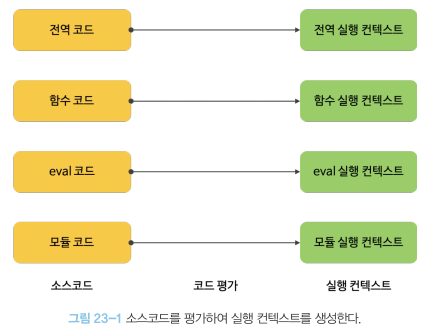 전역 코드
전역 실행 컨텍스트
함수 코드
함수 실행 컨텍스트
eval 코드
eval 실행 컨텍스트
모듈 코드
모듈 실행 컨텍스트
소스코드
코드 평가
실행 컨텍스트
그림 23-1 소스코드를 평가하여 실행 컨텍스트를 생성한다.